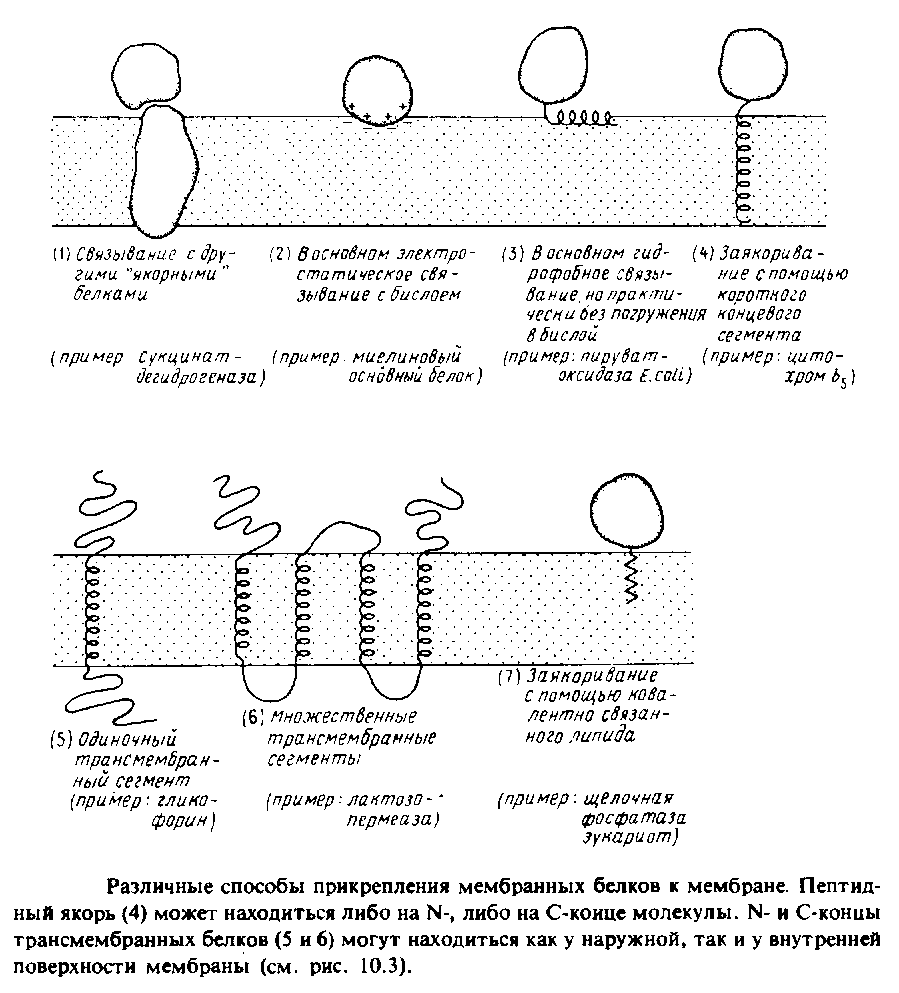 (1) Связывание с дру-
гими "якорными"
белками
(пример сукцинат-
дегидрогеназа)
(2) В основном электро-
статическое свя-
зывание с бислоем
(пример. миелиновый
основный белок)
(3) В основном гид-
рофобное связы-
вание, но практи-
чески без погружения
в бислой
(пример: пируват-
оксидаза E. coli)
(4) Заякорива-
ние с помощью
короткого
концевого
сегмента
(пример: цито-
хром b5)
(5) Одиночный
трансмембран-
ный сегмент
(пример: глико-
форин)
(6) Множественные
трансмембранные
сегменты
(пример: лактозо-
пермеаза)
(7) Заякоривание
с помощью кова-
лентно связан-
ного липида
(пример: щелочная
фосфатаза
эукариот)
Различные способы прикрепления мембранных белков к мембране. Пептид-
ный якорь (4) может находиться либо на N-, либо на C-конце молекулы. N- и C-концы
трансмембранных белков (5 и 6) могут находиться как у наружной, так и у внутренней
поверхности мембраны (см. рис. 10.3).